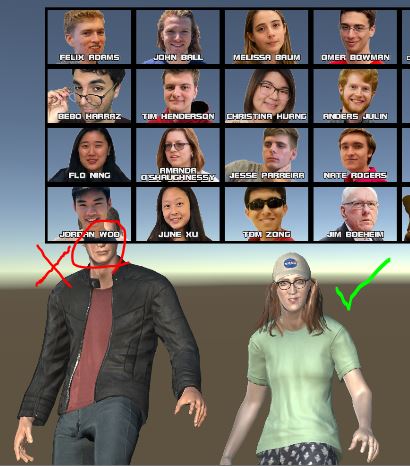 FELIX ADAMS
JOHN BALL
MELISSA BAUM
OMER BOWMAN
BEBO HARRAZ
TIM HENDERSON
CHRISTINA HUANG
ANDERS JULIN
FLO NING
AMANDA
O'SHAUGHNESSY
JESSE PARREIRA
NATE ROGERS
JORDAN WOO
JUNE XU
TOM ZONG
JIM BOEHEIM